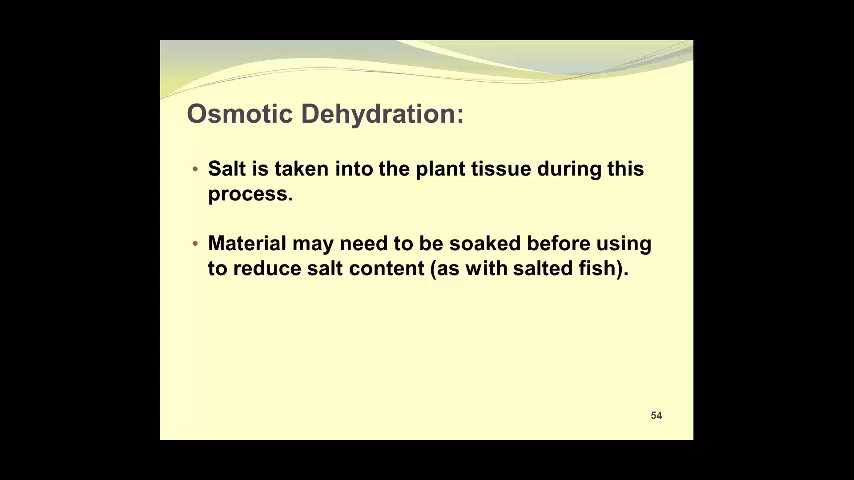 Osmotic Dehydration:
• Salt is taken into the plant tissue during this
process.
• Material may need to be soaked before using
to reduce salt content (as with salted fish).
54